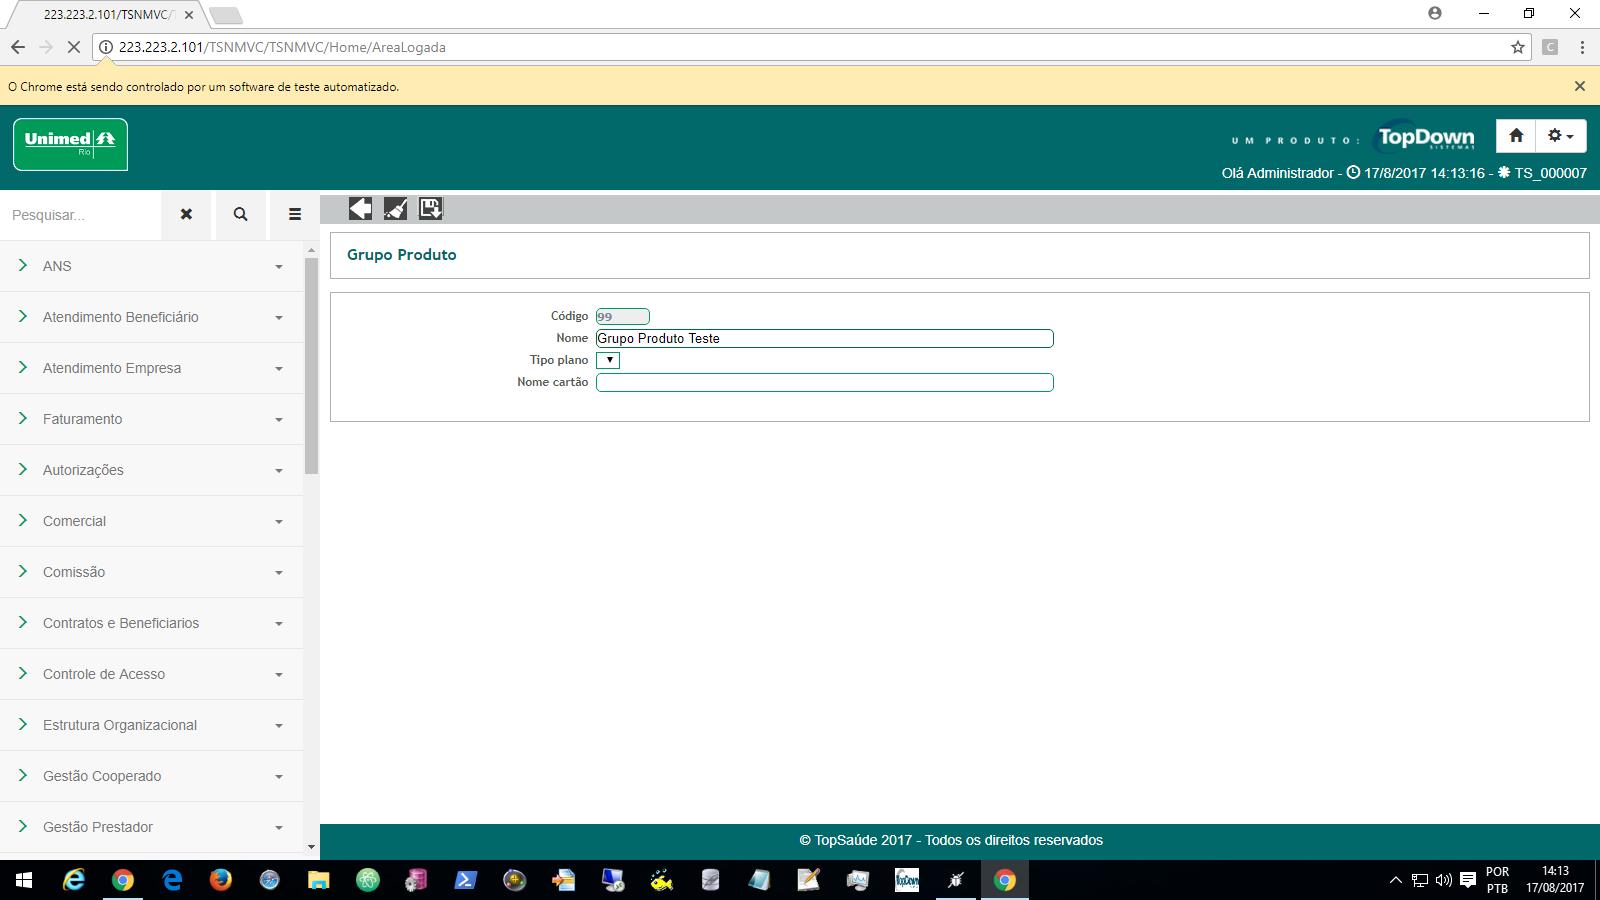 223.223.2.101/TSNMVC/T
223.223.2.101/TSNMVC/TSNMVC/Home/AreaLogada
C
O Chrome está sendo controlado por um software de teste automatizado.
Unimed
Rio
UM PRODUTO:
TopDown
SISTEMAS
Olá Administrador - 17/8/2017 14:13:16 - TS_000007
Pesquisar...
Grupo Produto
ANS
Atendimento Beneficiário
Atendimento Empresa
Faturamento
Autorizações
Comercial
Comissão
Contratos e Beneficiarios
Controle de Acesso
Estrutura Organizacional
Gestão Cooperado
Gestão Prestador
Código 99
Nome Grupo Produto Teste
Tipo plano
Nome cartão
© TopSaúde 2017 - Todos os direitos reservados
TopDown
POR
PTB
14:13
17/08/2017